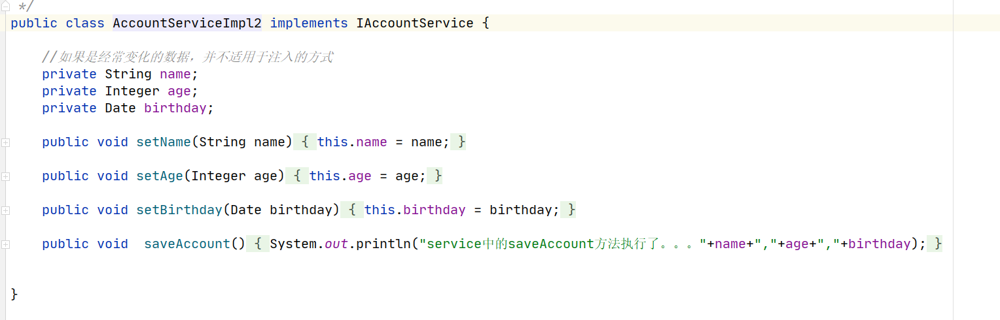 */
public class AccountServiceImpl2 implements IAccountService {
//如果是经常变化的数据，并不适用于注入的方式
private String name;
private Integer age;
private Date birthday;
public void setName(String name) { this.name = name; }
public void setAge(Integer age) { this.age = age; }
public void setBirthday(Date birthday) { this.birthday = birthday; }
public void  saveAccount() { System.out.println("service中的saveAccount方法执行了。。。"+name+","+age+","+birthday); }
}